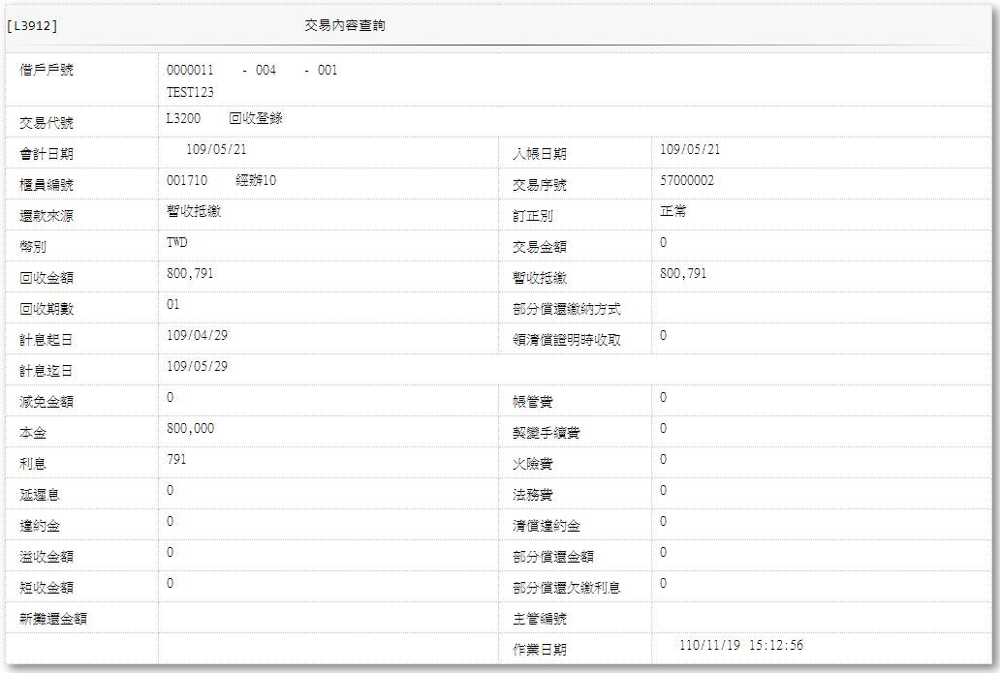 [L3912] 交易內容查詢
借戶戶號 0000011 - 004 - 001
TEST123
交易代號 L3200 回收登錄
會計日期 109/05/21 入帳日期 109/05/21
櫃員編號 001710 經辦10 交易序號 57000002
還款來源 暫收抵繳 訂正別 正常
幣別 TWD 交易金額 0
回收金額 800,791 暫收抵繳 800,791
回收期數 01 部分償還繳納方式
計息起日 109/04/29 領清償證明時收取 0
計息迄日 109/05/29
減免金額 0 帳管費 0
本金 800,000 契變手續費 0
利息 791 火險費 0
延遲息 0 法務費 0
違約金 0 清償違約金 0
溢收金額 0 部分償還金額 0
短收金額 0 部分償還欠繳利息 0
新攤還金額 主管編號
作業日期 110/11/19 15:12:56